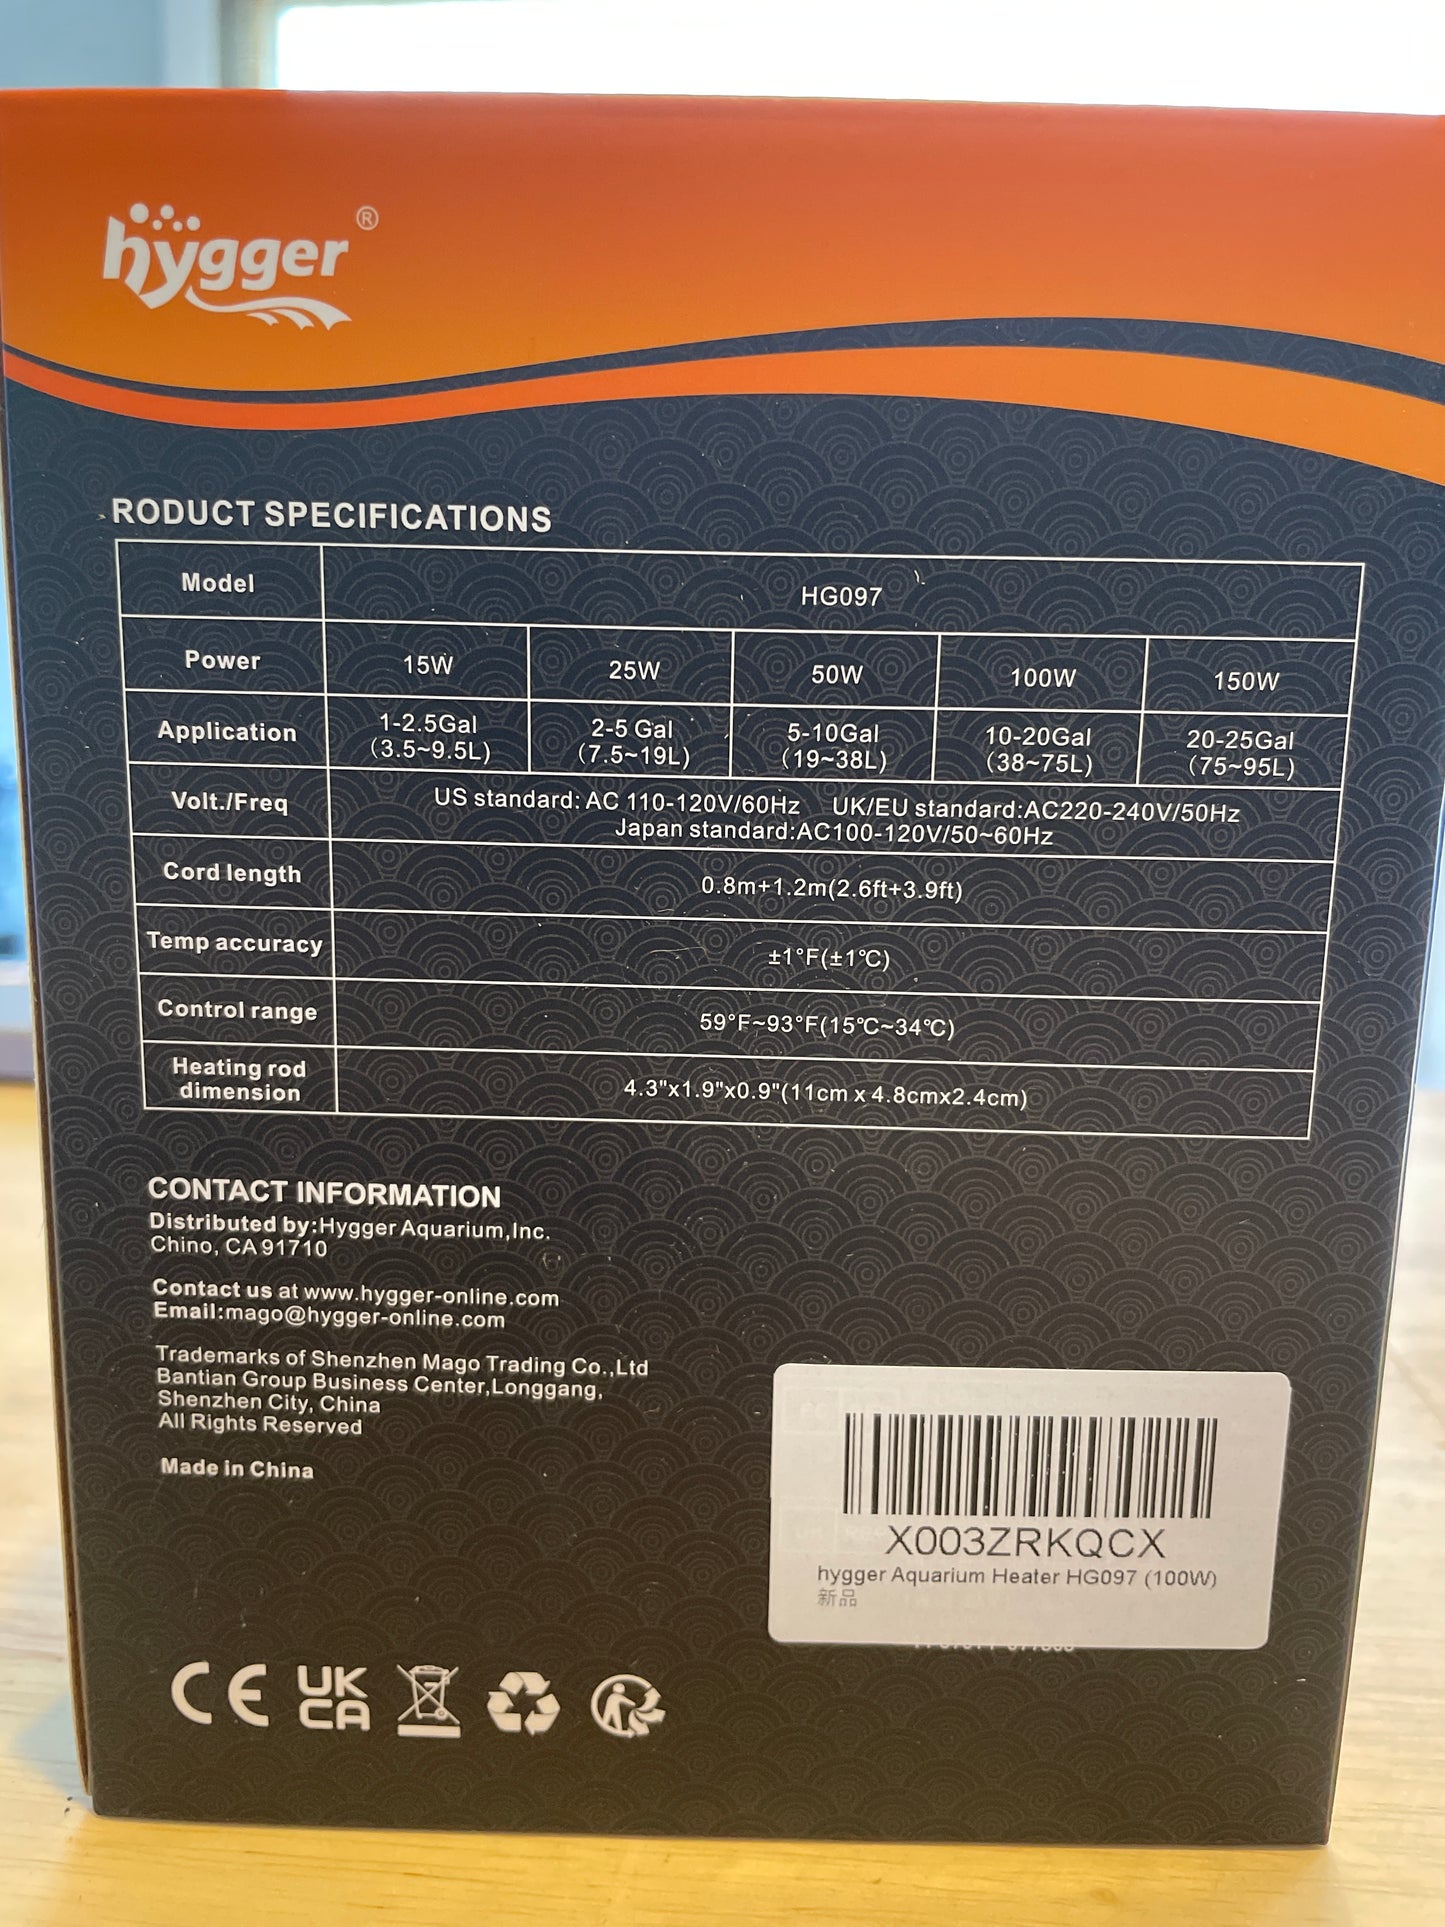 hygger®
RODUCT SPECIFICATIONS
Model HG097
Power 15W 25W 50W 100W 150W
Application 1-2.5Gal 2-5 Gal 5-10Gal 10-20Gal 20-25Gal
(3.5~9.5L) (7.5~19L) (19~38L) (38~75L) (75~95L)
Volt./Freq US standard: AC 110-120V/60Hz UK/EU standard:AC220-240V/50Hz
Japan standard:AC100-120V/50~60Hz
Cord length 0.8m+1.2m(2.6ft+3.9ft)
Temp accuracy ±1°F(±1℃)
Control range 59°F~93°F(15℃~34℃)
Heating rod
dimension 4.3"x1.9"x0.9"(11cm x 4.8cmx2.4cm)
CONTACT INFORMATION
Distributed by:Hygger Aquarium,Inc.
Chino, CA 91710
Contact us at www.hygger-online.com
Email:mago@hygger-online.com
Trademarks of Shenzhen Mago Trading Co.,Ltd
Bantian Group Business Center,Longgang,
Shenzhen City, China
All Rights Reserved
Made in China
X003ZRKQCX
hygger Aquarium Heater HG097 (100W)
新品
CE UK
CA